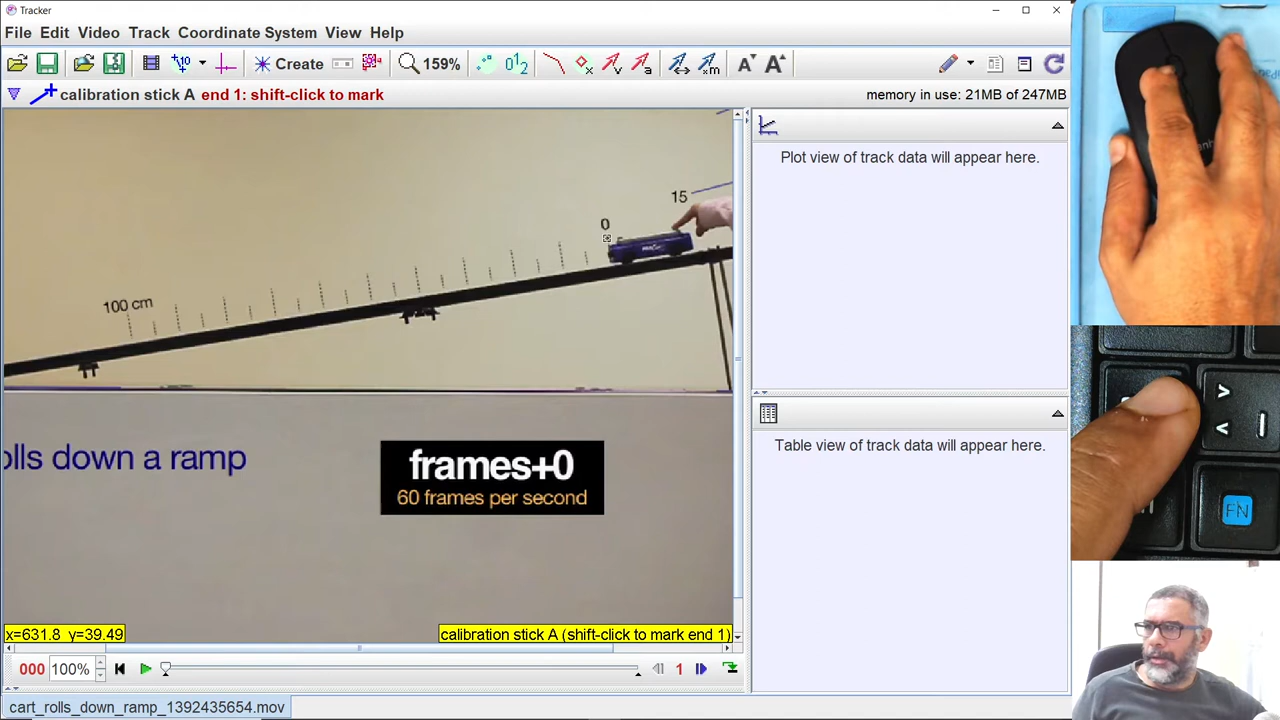 Tracker
File Edit Video Track Coordinate System View Help
Create 159%
calibration stick A end 1: shift-click to mark
memory in use: 21MB of 247MB
Plot view of track data will appear here.
15
0
100 cm
Table view of track data will appear here.
olls down a ramp
frames+0
60 frames per second
FN
x=631.8 y=39.49
calibration stick A (shift-click to mark end 1)
000 100%
1
cart_rolls_down_ramp_1392435654.mov